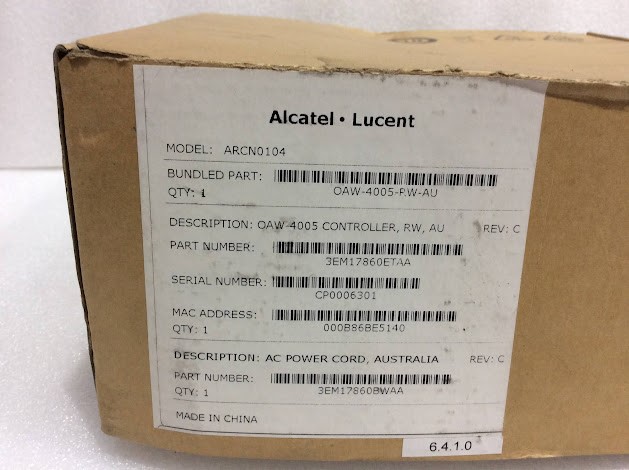 Alcatel • Lucent
MODEL: ARCN0104
BUNDLED PART:
OAW-4005-RW-AU
QTY: 1
DESCRIPTION: OAW-4005 CONTROLLER, RW, AU REV: C
PART NUMBER:
3EM17860ETAA
SERIAL NUMBER:
CP0006301
MAC ADDRESS:
000B86BE5140
QTY: 1
DESCRIPTION: AC POWER CORD, AUSTRALIA REV: C
PART NUMBER:
3EM17860BWAA
QTY: 1
MADE IN CHINA
6.4.1.0